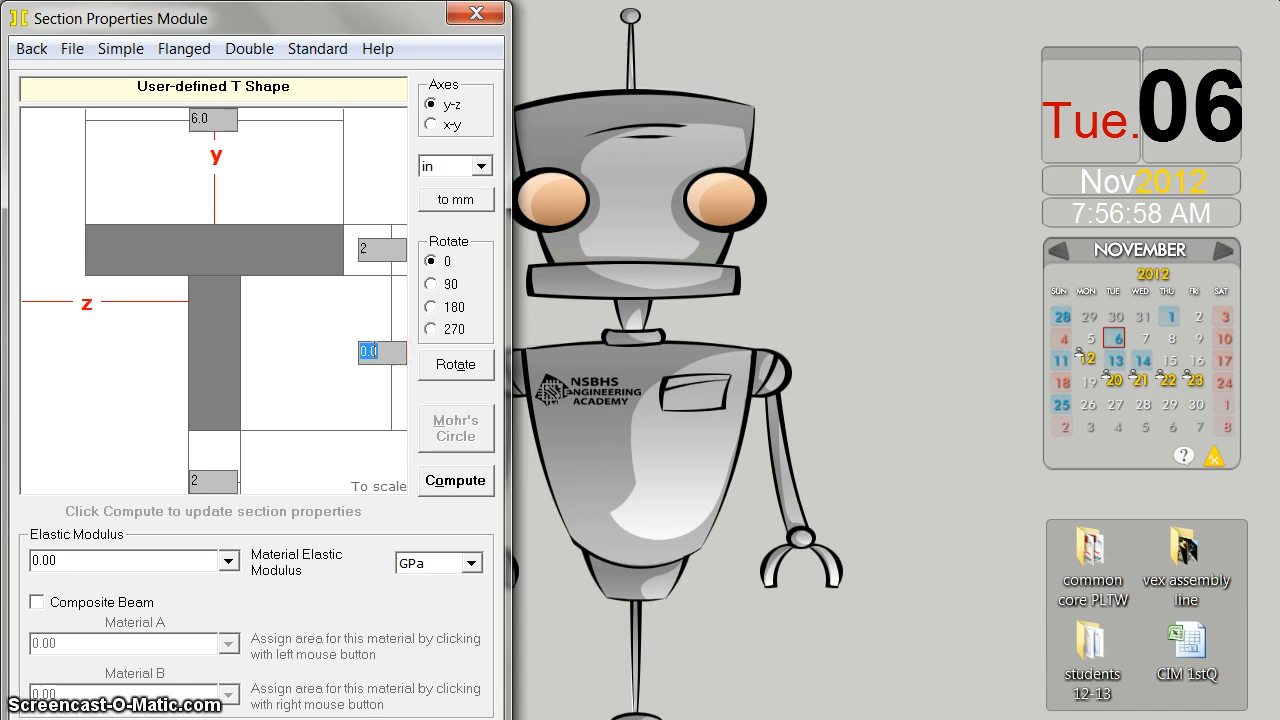 Section Properties Module
Back File Simple Flanged Double Standard Help
User-defined T Shape
Axes
y-z
x-y
6.0
y
in
to mm
Rotate
0
90
180
270
2
z
0.0
Rotate
Mohr's
Circle
2
To scale
Compute
Click Compute to update section properties
Elastic Modulus
0.00
Material Elastic
Modulus
GPa
Composite Beam
Material A
0.00
Assign area for this material by clicking
with left mouse button
Material B
0.00
Assign area for this material by clicking
with right mouse button
Screencast-O-Matic.com
NSBHS
ENGINEERING
ACADEMY
Tue.06
Nov2012
7:56:58 AM
NOVEMBER
2012
SUN MON TUE WED THU FRI SAT
28 29 30 31 1 2 3
4 5 6 7 8 9 10
11 12 13 14 15 16 17
18 19 20 21 22 23 24
25 26 27 28 29 30 1
2 3 4 5 6 7 8
?
common
core PLTW
vex assembly
line
students
12-13
CIM 1stQ